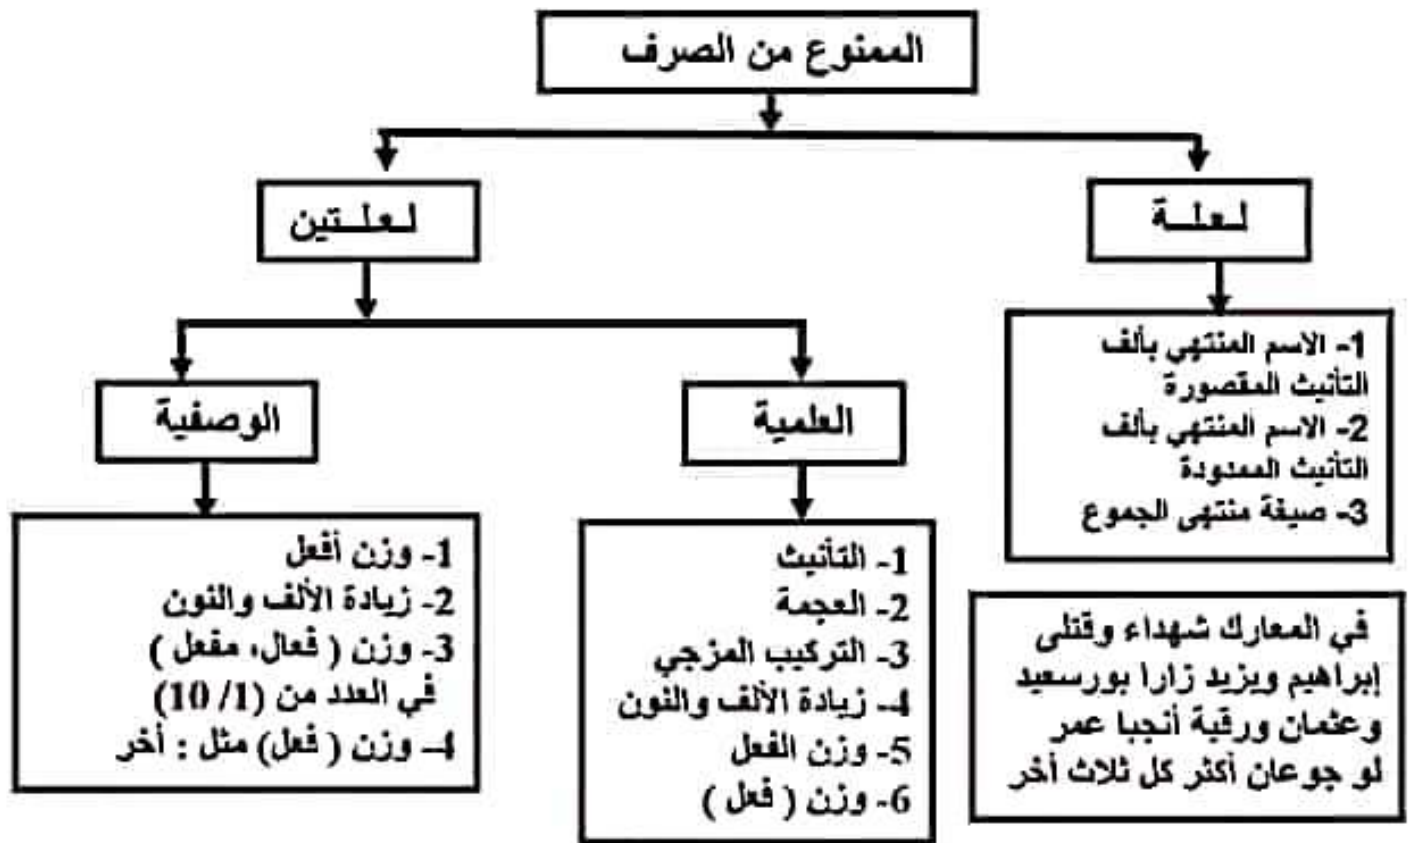 الممنوع من الصرف
لـعلــة
لـعلــتين
1- الاسم المنتهي بألف
التأنيث المقصورة
2- الاسم المنتهي بألف
التأنيث الممدودة
3- صيغة منتهى الجموع
العلمية
الوصفية
1- التأنيث
2- العجمة
3- التركيب المزجي
4- زيادة الألف والنون
5- وزن الفعل
6- وزن ( فعل )
1- وزن أفعل
2- زيادة الألف والنون
3- وزن ( فعال، مفعل )
في العدد من (1/ 10)
4- وزن ( فعل) مثل : أخر
في المعارك شهداء وقتلى
إبراهيم ويزيد زارا بورسعيد
وعثمان ورقية أنجبا عمر
لو جوعان أكثر كل ثلاث أخر